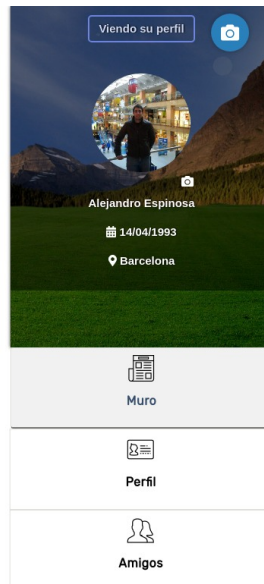 Viendo su perfil
Alejandro Espinosa
14/04/1993
Barcelona
Muro
Perfil
Amigos